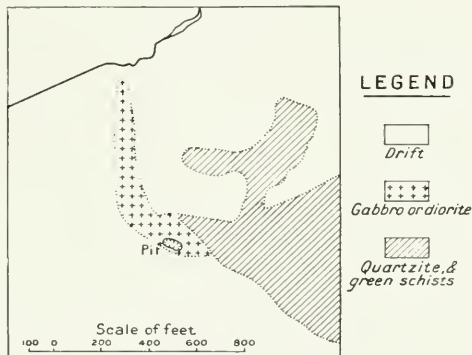 LEGEND
Drift
Gabbro or diorite
Quartzite, &
green schists
Pit
Scale of feet
100 0 200 400 600 800